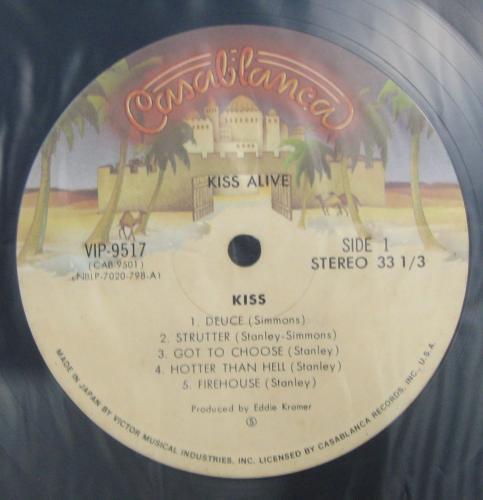 Casablanca
KISS ALIVE
VIP-9517
(CAB-9501)
(NBLP-7020-798-A)
SIDE 1
STEREO 33 1/3
KISS
1. DEUCE (Simmons)
2. STRUTTER (Stanley-Simmons)
3. GOT TO CHOOSE (Stanley)
4. HOTTER THAN HELL (Stanley)
5. FIREHOUSE (Stanley)
Produced by Eddie Kramer
Ⓢ
MADE IN JAPAN BY VICTOR MUSICAL INDUSTRIES, INC. LICENSED BY CASABLANCA RECORDS, INC., U.S.A.